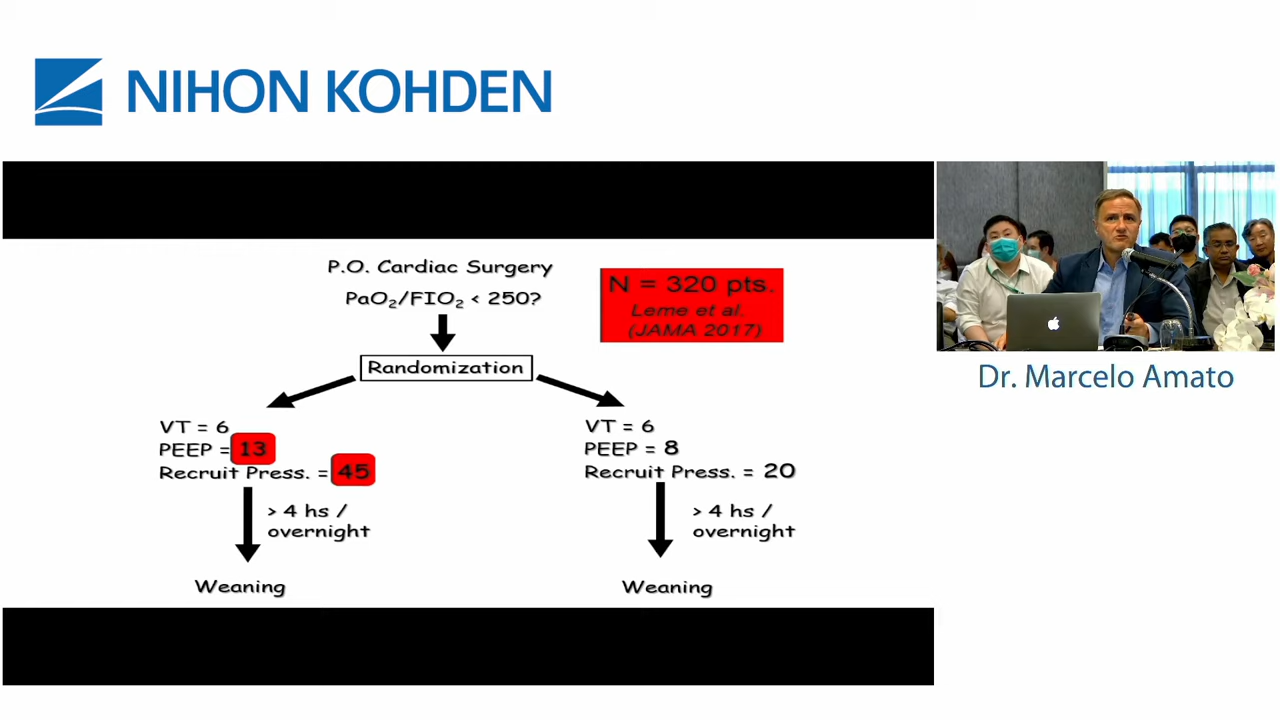 NIHON KOHDEN
P.O. Cardiac Surgery
PaO₂/FIO₂ < 250?
N = 320 pts.
Leme et al.
(JAMA 2017)
Randomization
VT = 6
PEEP = 13
Recruit Press. = 45
> 4 hs /
overnight
Weaning
VT = 6
PEEP = 8
Recruit Press. = 20
> 4 hs /
overnight
Weaning
Dr. Marcelo Amato